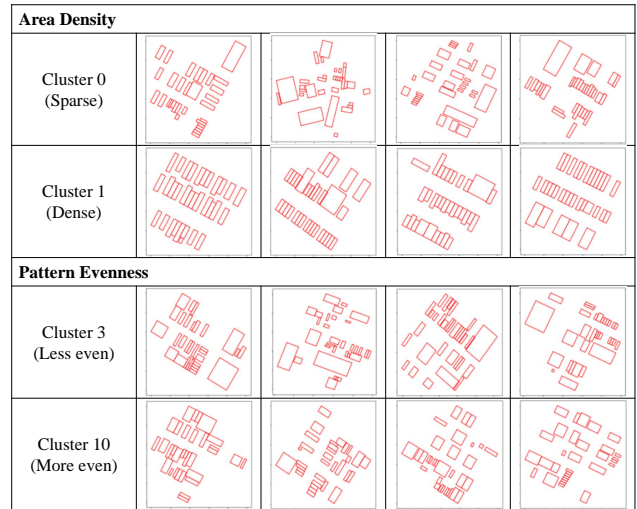 Area Density
Cluster 0
(Sparse)
Cluster 1
(Dense)
Pattern Evenness
Cluster 3
(Less even)
Cluster 10
(More even)